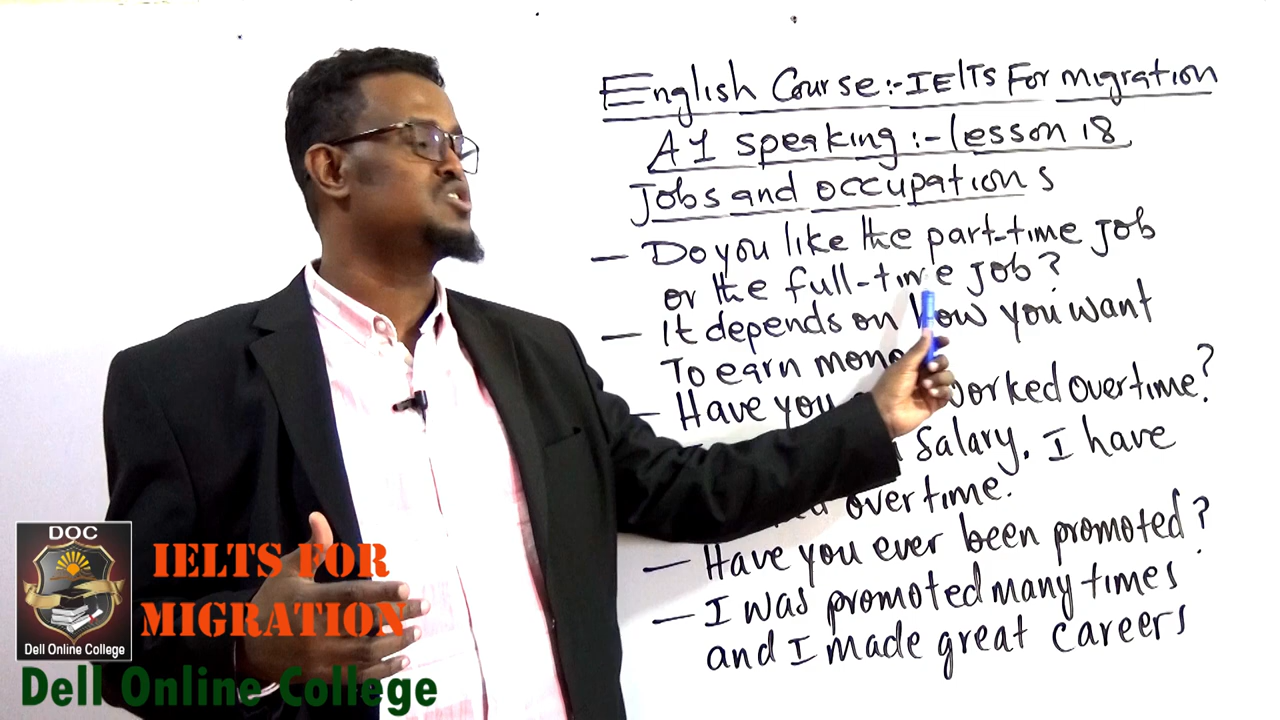 English Course:- IELTS For migration
A1 speaking:- lesson 18
Jobs and occupations
— Do you like the part-time job
or the full-time job?
— It depends on how you want
To earn
— Have you worked overtime?
Salary. I have
overtime.
— Have you ever been promoted?
— I was promoted many times
and I made great careers
DOC
Dell Online College
IELTS FOR
MIGRATION
Dell Online College